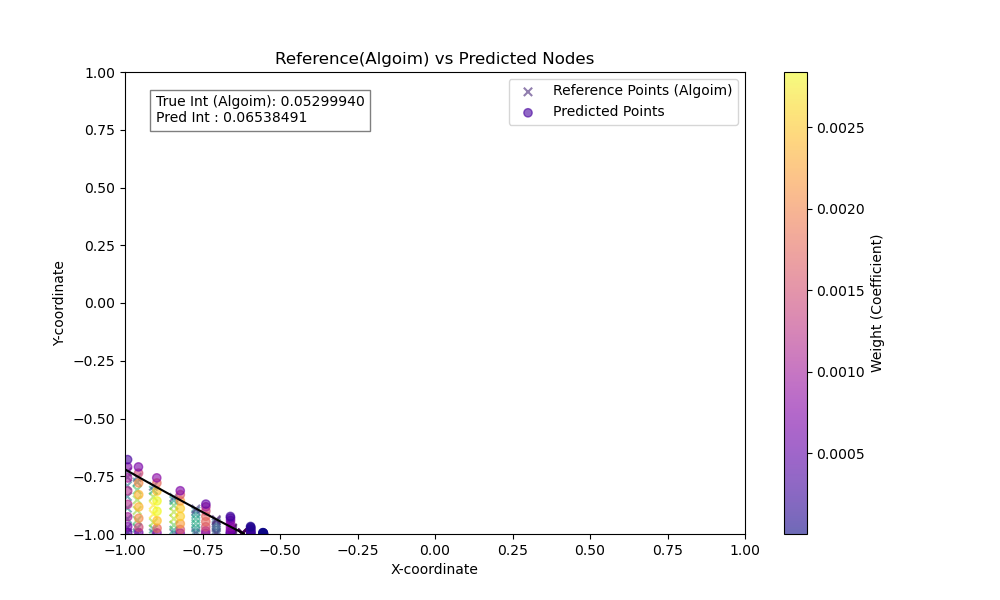 Reference(Algoim) vs Predicted Nodes
True Int (Algoim): 0.05299940
Pred Int : 0.06538491
Reference Points (Algoim)
Predicted Points
1.00
0.75
0.50
0.25
0.00
−0.25
−0.50
−0.75
−1.00
Y-coordinate
−1.00
−0.75
−0.50
−0.25
0.00
0.25
0.50
0.75
1.00
X-coordinate
0.0025
0.0020
0.0015
0.0010
0.0005
Weight (Coefficient)